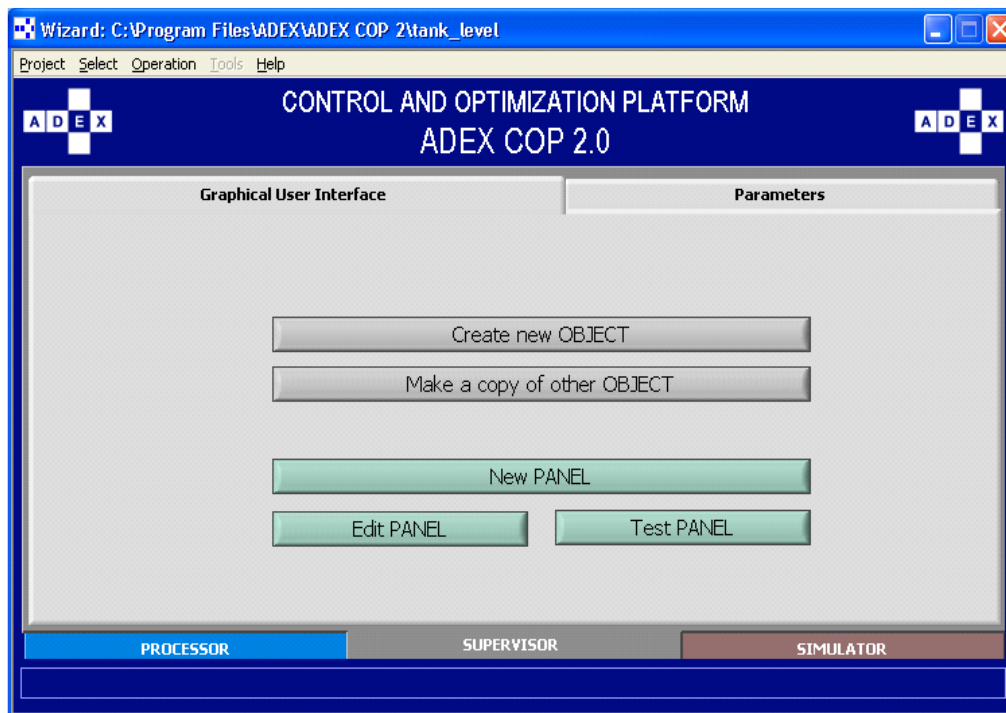 Wizard: C:\Program Files\ADEX\ADEX COP 2\tank_level
Project Select Operation Tools Help
CONTROL AND OPTIMIZATION PLATFORM
ADEX ADEX
ADEX COP 2.0
Graphical User Interface Parameters
Create new OBJECT
Make a copy of other OBJECT
New PANEL
Edit PANEL Test PANEL
PROCESSOR SUPERVISOR SIMULATOR